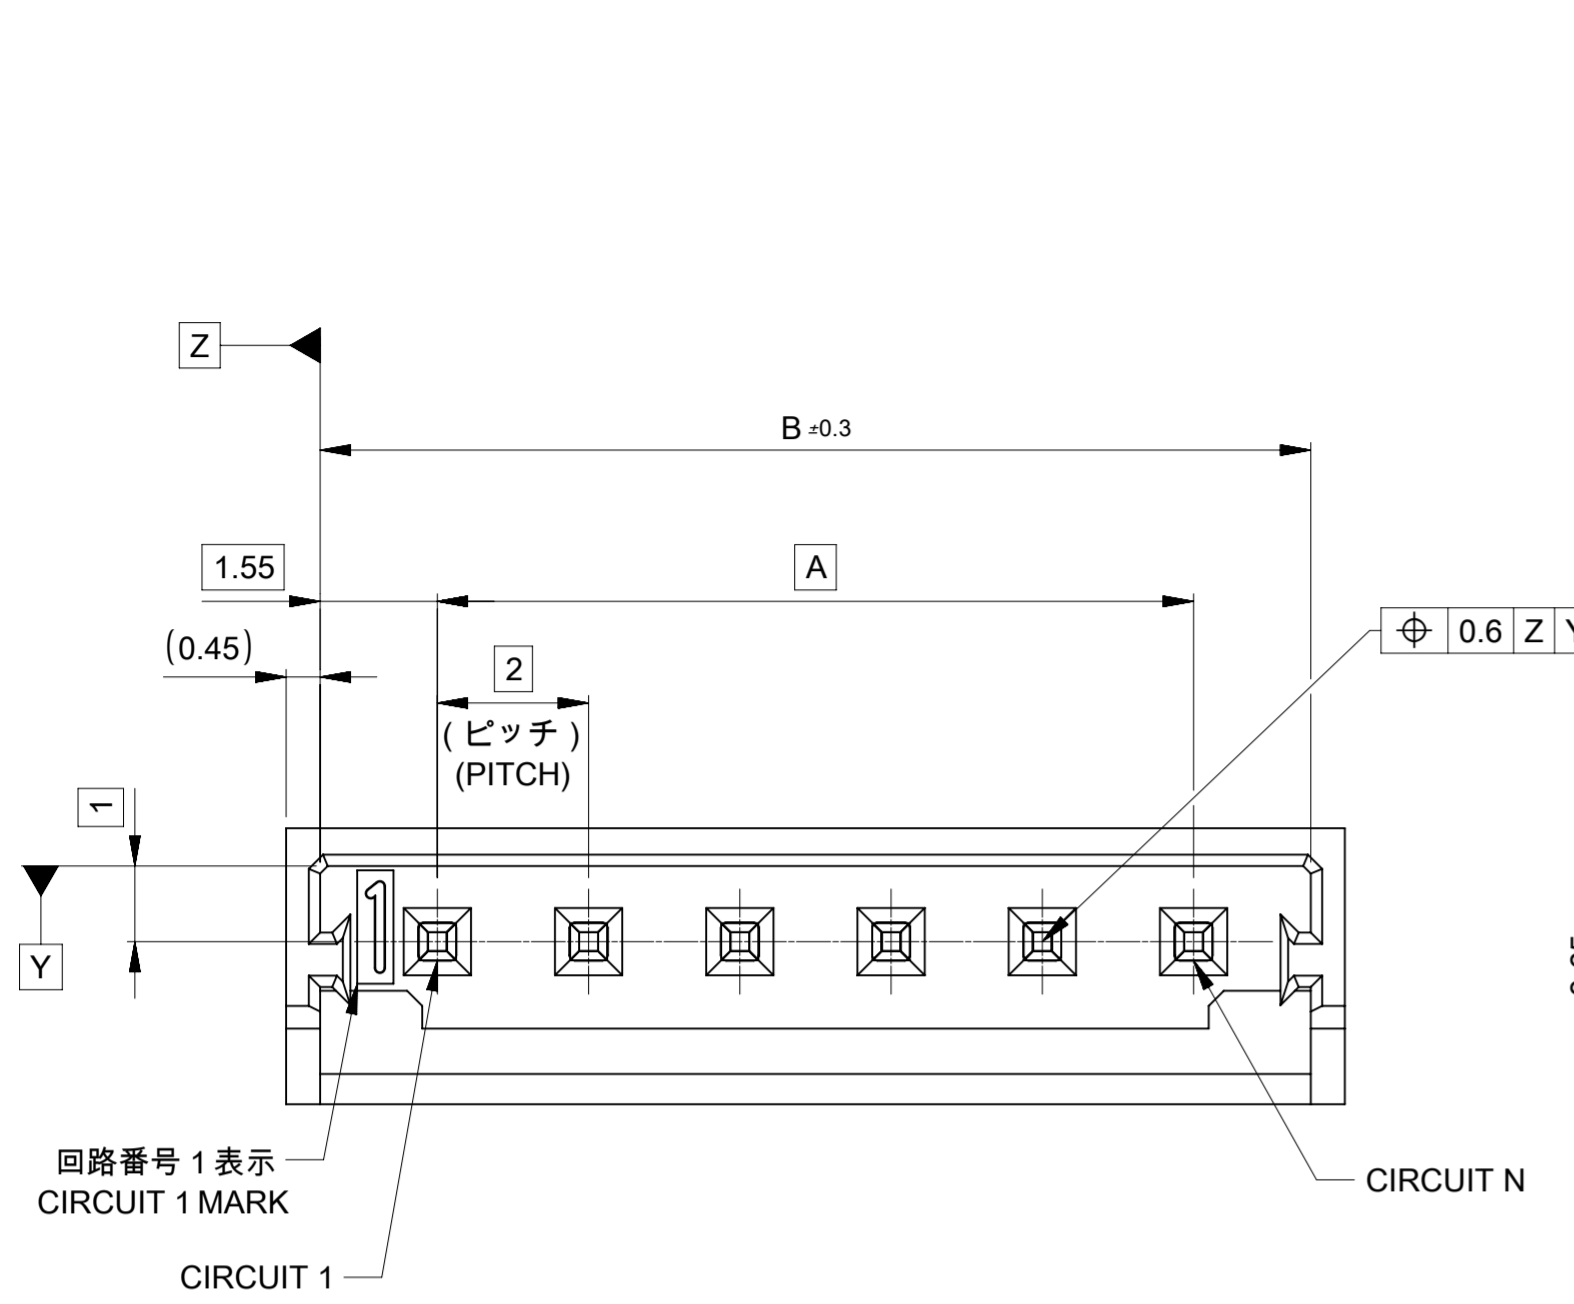 Z
B ±0.3
1.55
A
(0.45)
2
0.6 Z Y
(ピッチ)
(PITCH)
1
1
Y
回路番号 1 表示
CIRCUIT 1 MARK
CIRCUIT N
CIRCUIT 1